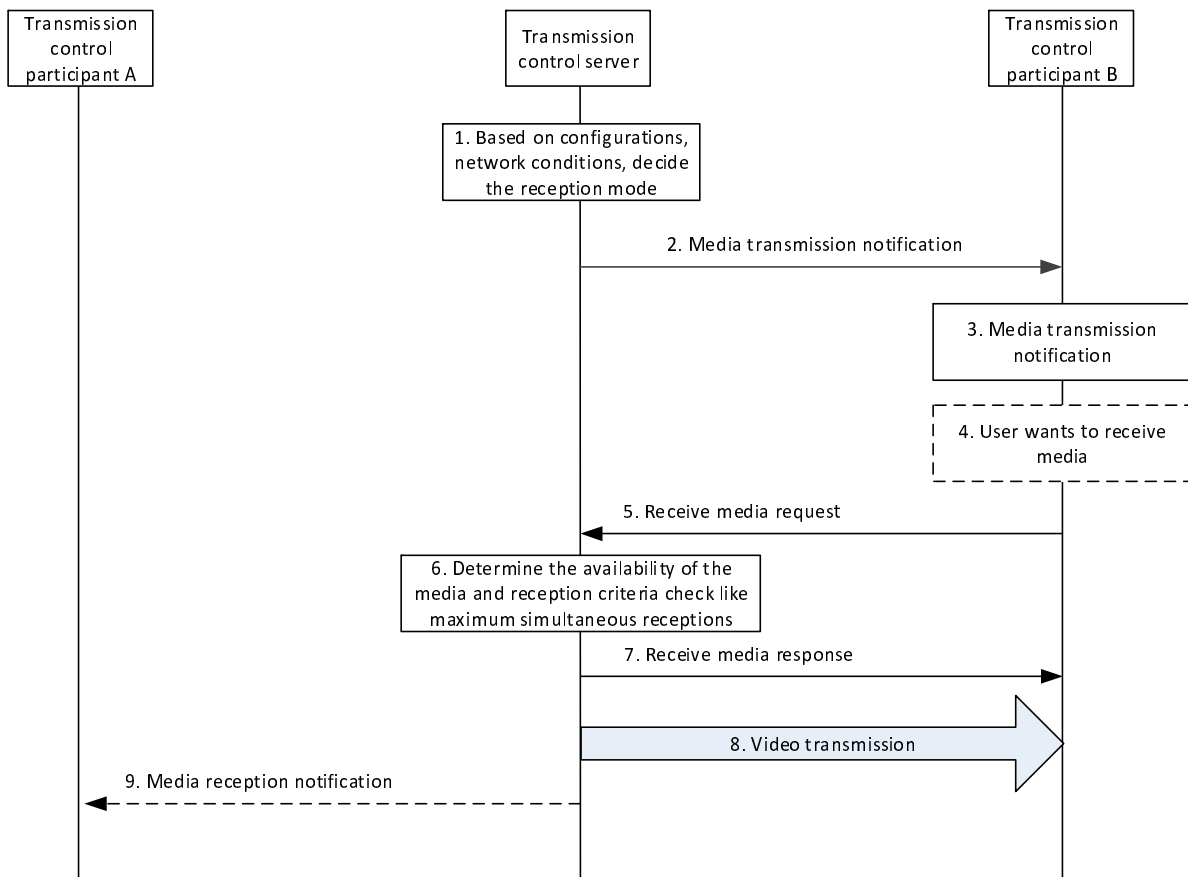 Transmission
control
participant A
Transmission
control server
Transmission
control
participant B
1. Based on configurations,
network conditions, decide
the reception mode
2. Media transmission notification
3. Media transmission
notification
4. User wants to receive
media
5. Receive media request
6. Determine the availability of the
media and reception criteria check like
maximum simultaneous receptions
7. Receive media response
8. Video transmission
9. Media reception notification